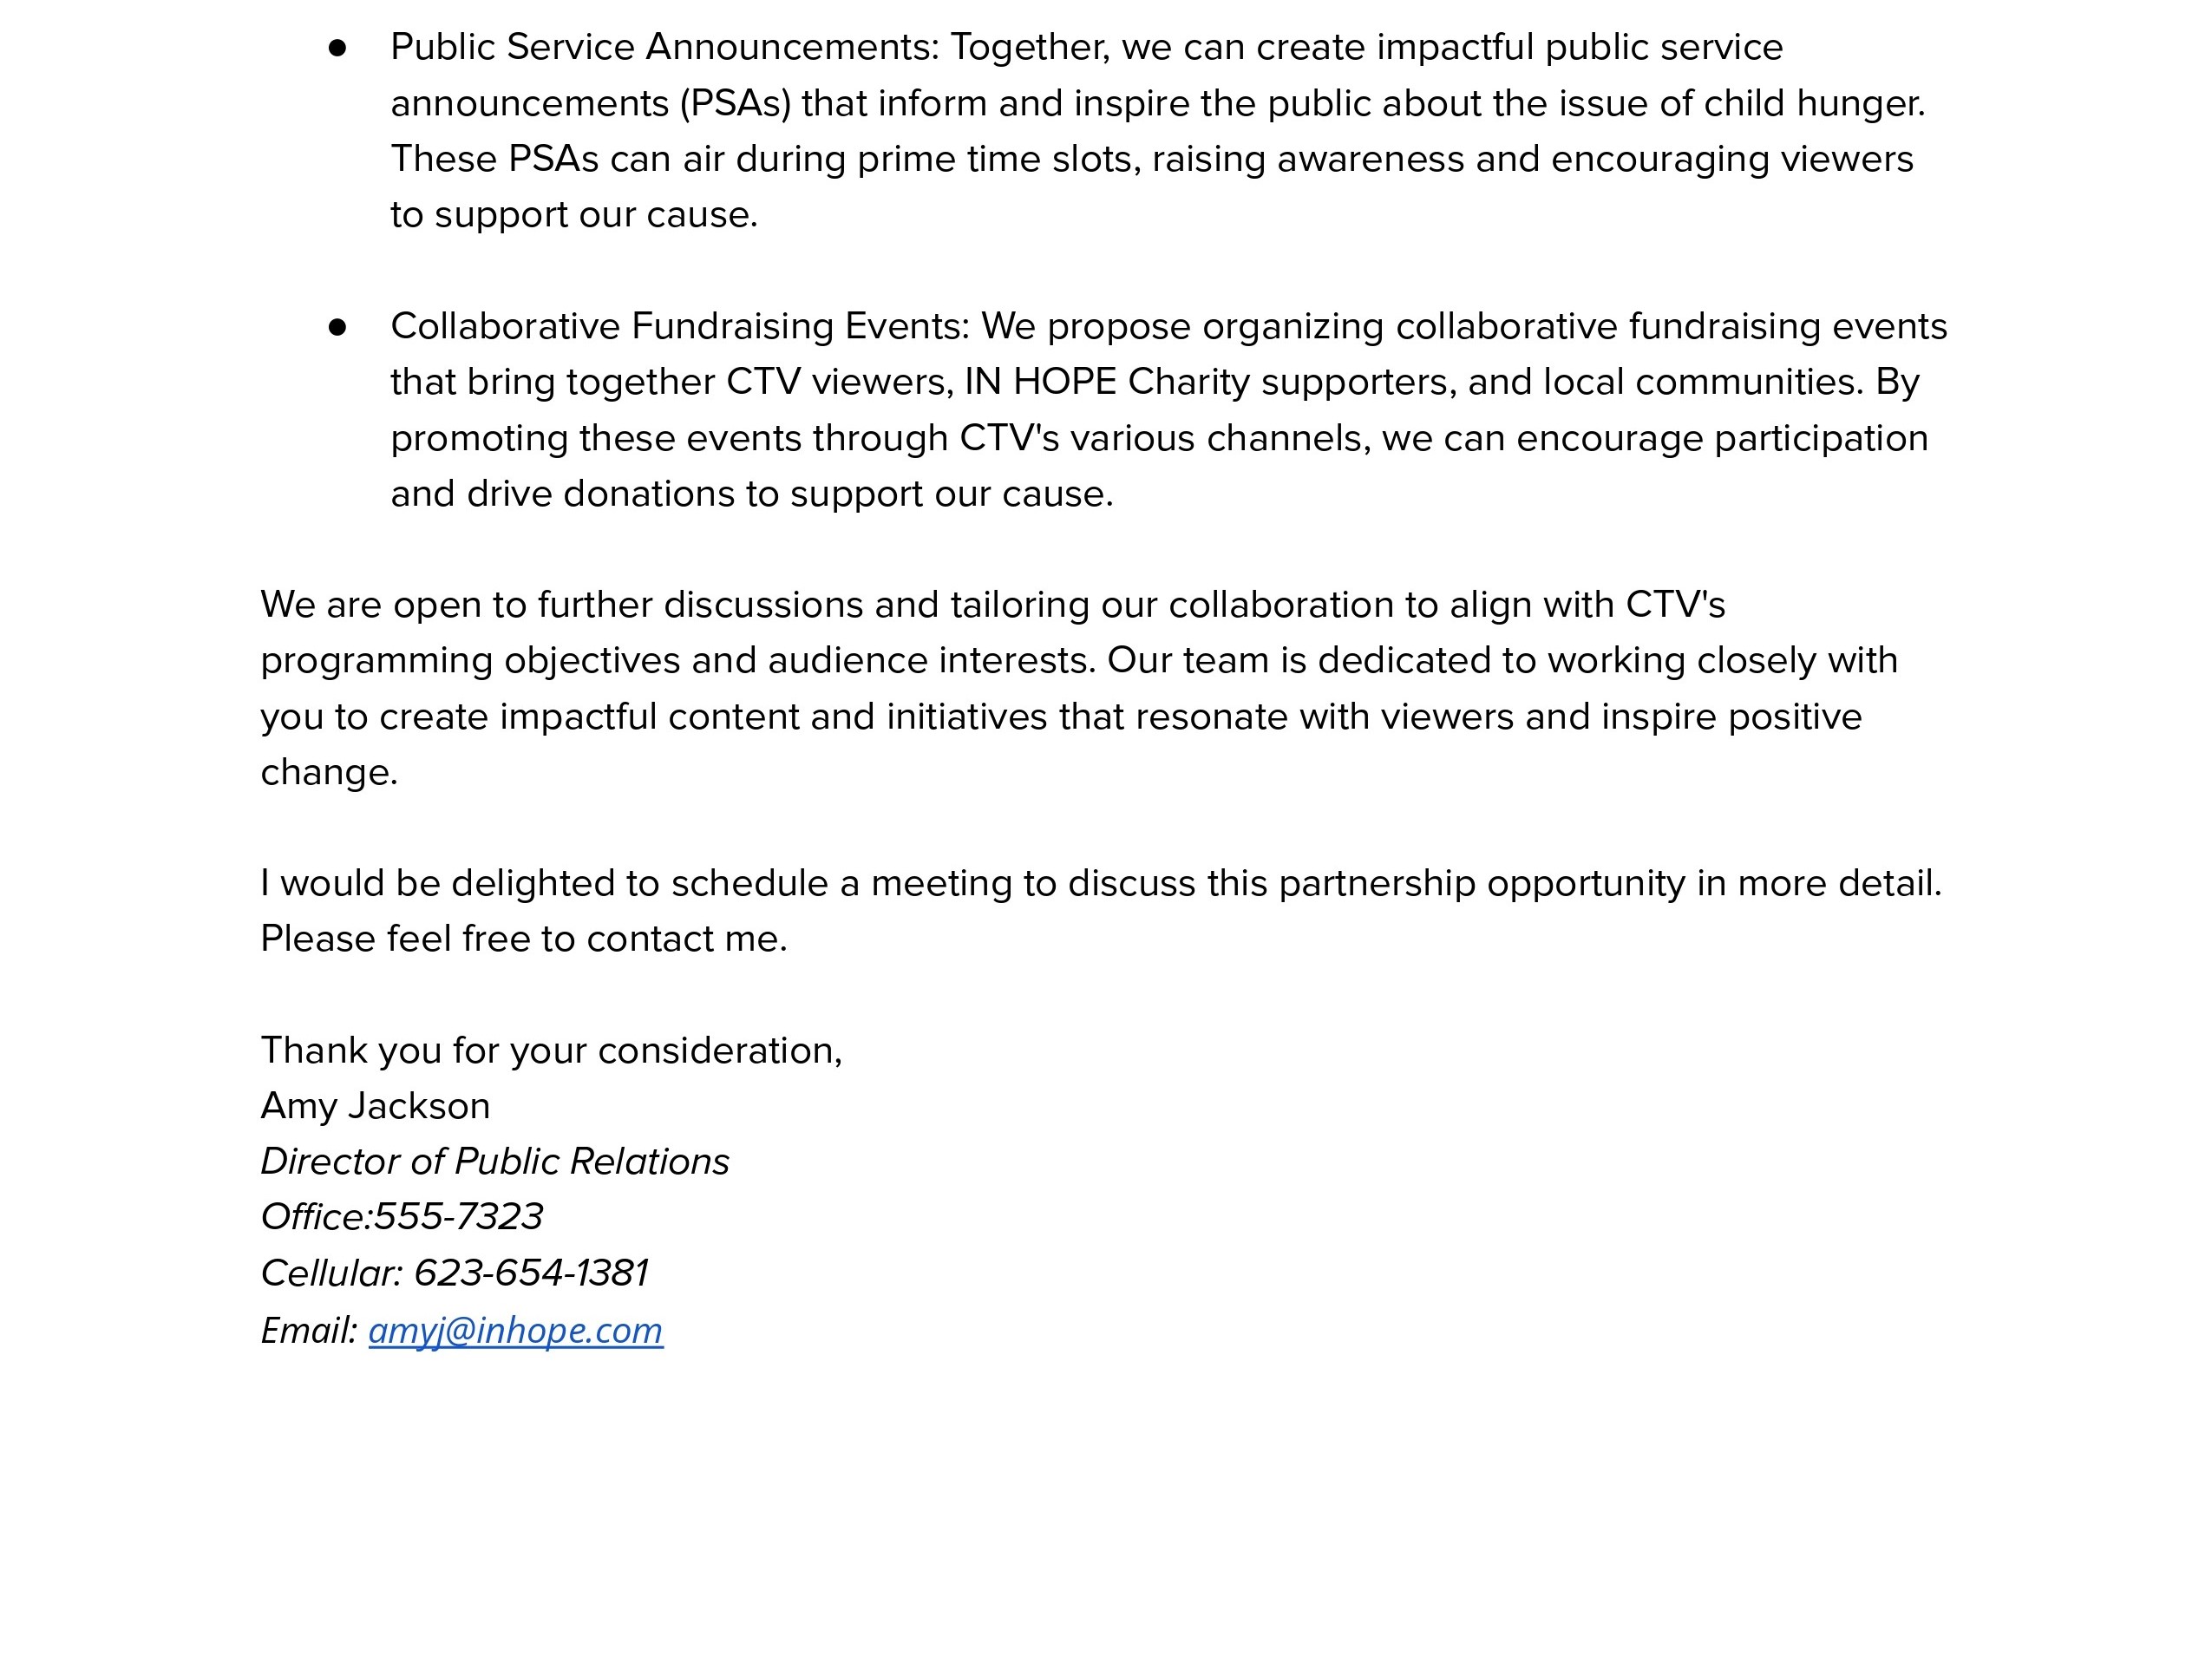 ● Public Service Announcements: Together, we can create impactful public service
announcements (PSAs) that inform and inspire the public about the issue of child hunger.
These PSAs can air during prime time slots, raising awareness and encouraging viewers
to support our cause.
● Collaborative Fundraising Events: We propose organizing collaborative fundraising events
that bring together CTV viewers, IN HOPE Charity supporters, and local communities. By
promoting these events through CTV's various channels, we can encourage participation
and drive donations to support our cause.
We are open to further discussions and tailoring our collaboration to align with CTV's
programming objectives and audience interests. Our team is dedicated to working closely with
you to create impactful content and initiatives that resonate with viewers and inspire positive
change.
I would be delighted to schedule a meeting to discuss this partnership opportunity in more detail.
Please feel free to contact me.
Thank you for your consideration,
Amy Jackson
Director of Public Relations
Office:555-7323
Cellular: 623-654-1381
Email: amyj@inhope.com